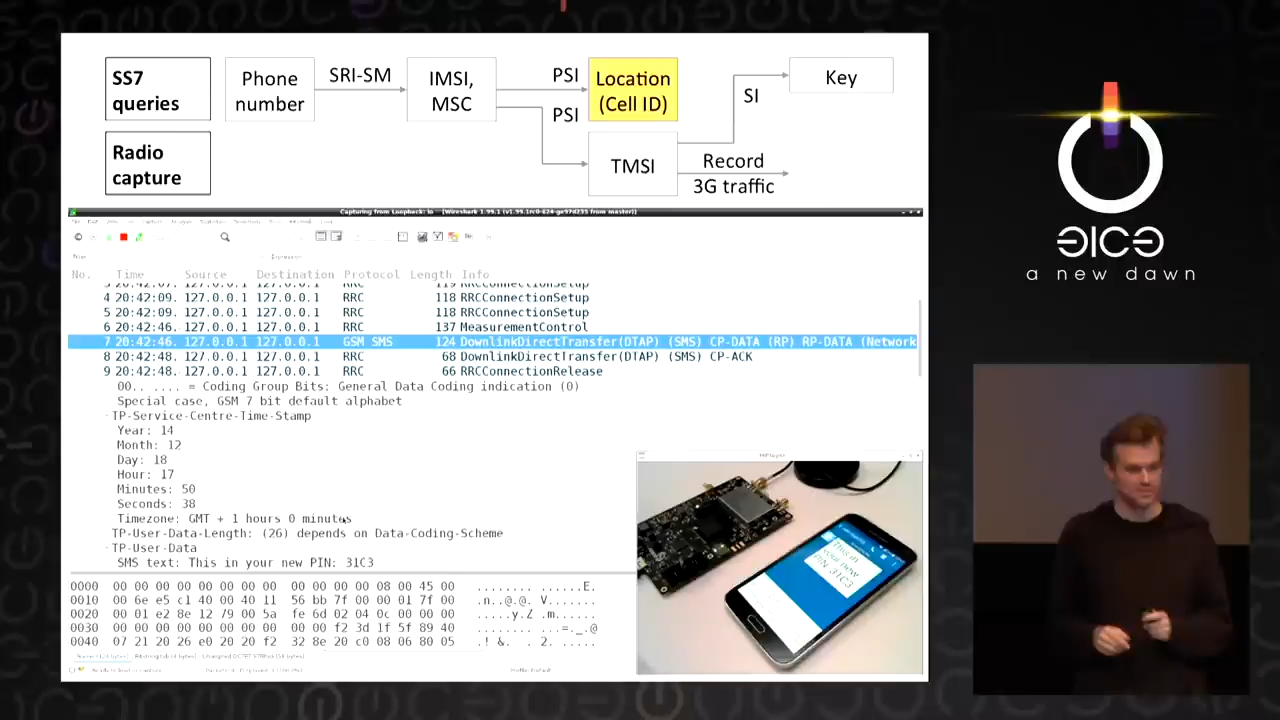 SS7
queries
Phone
number
SRI-SM
IMSI,
MSC
PSI
PSI
Location
(Cell ID)
TMSI
SI
Key
Record
3G traffic
Radio
capture
Capturing from Loopback: lo
No. Time Source Destination Protocol Length Info
4 20:42:09. 127.0.0.1 127.0.0.1 RRC 118 RRCConnectionSetup
5 20:42:09. 127.0.0.1 127.0.0.1 RRC 118 RRCConnectionSetup
6 20:42:46. 127.0.0.1 127.0.0.1 RRC 137 MeasurementControl
7 20:42:46. 127.0.0.1 127.0.0.1 GSM SMS 124 DownlinkDirectTransfer(DTAP) (SMS) CP-DATA (RP) RP-DATA (Network
8 20:42:48. 127.0.0.1 127.0.0.1 RRC 68 DownlinkDirectTransfer(DTAP) (SMS) CP-ACK
9 20:42:48. 127.0.0.1 127.0.0.1 RRC 66 RRCConnectionRelease
00.. .... = Coding Group Bits: General Data Coding indication (0)
Special case, GSM 7 bit default alphabet
TP-Service-Centre-Time-Stamp
Year: 14
Month: 12
Day: 18
Hour: 17
Minutes: 50
Seconds: 38
Timezone: GMT + 1 hours 0 minutes
TP-User-Data-Length: (26) depends on Data-Coding-Scheme
TP-User-Data
SMS text: This in your new PIN: 31C3
0000 00 00 00 00 00 00 00 00 00 00 00 00 08 00 45 00 ........ ......E.
0010 00 6e e5 c1 40 00 40 11 56 bb 7f 00 00 01 7f 00 .n..@.@. V.......
0020 00 01 e2 8e 12 79 00 5a fe 6d 02 04 0c 00 00 00 .....y.Z .m......
0030 00 00 00 00 00 00 00 00 00 f2 3d 1f 5f 89 40
0040 07 21 20 26 e0 20 20 f2 32 8e 20 c0 08 06 80 05
This in
your new
PIN: 31C3
31C3
a new dawn